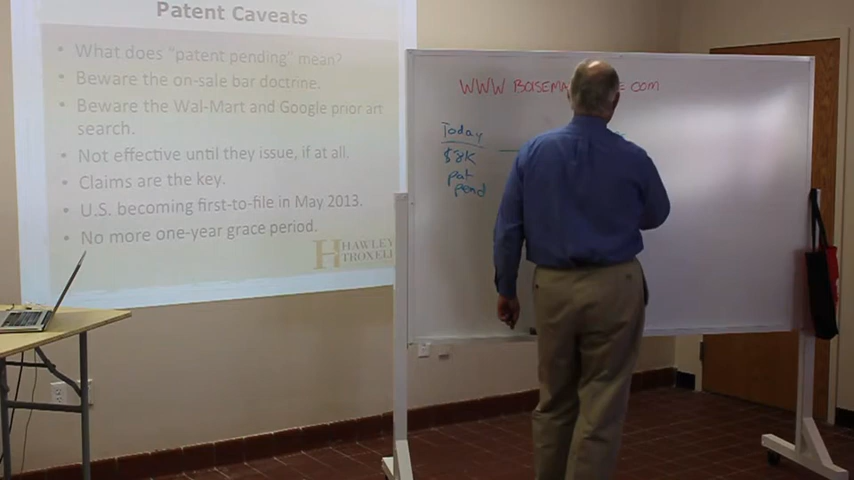 Patent Caveats
• What does "patent pending" mean?
• Beware the on-sale bar doctrine.
• Beware the Wal-Mart and Google prior art
search.
• Not effective until they issue, if at all.
• Claims are the key.
• U.S. becoming first-to-file in May 2013.
• No more one-year grace period.
H HAWLEY
TROXELL
WWW BOISEMA E COM
Today
$8K
pat
pend